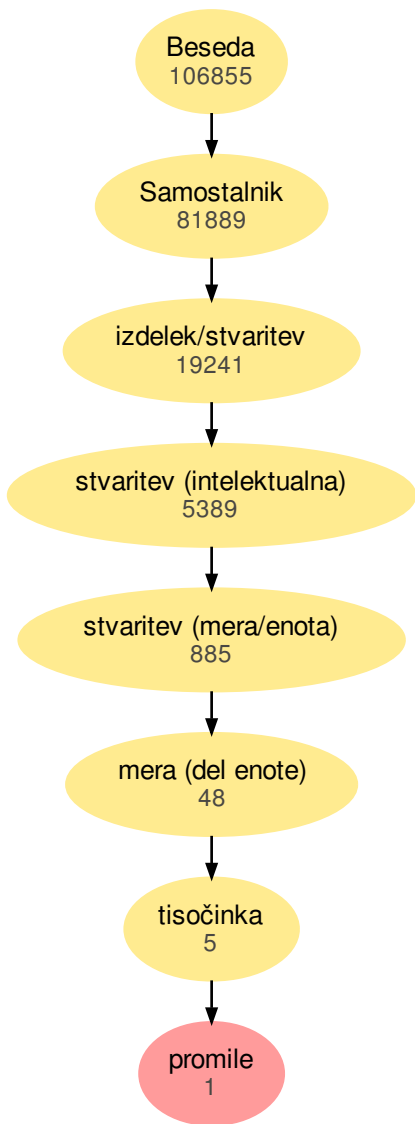 Beseda
106855
Samostalnik
81889
izdelek/stvaritev
19241
stvaritev (intelektualna)
5389
stvaritev (mera/enota)
885
mera (del enote)
48
tisočinka
5
promile
1